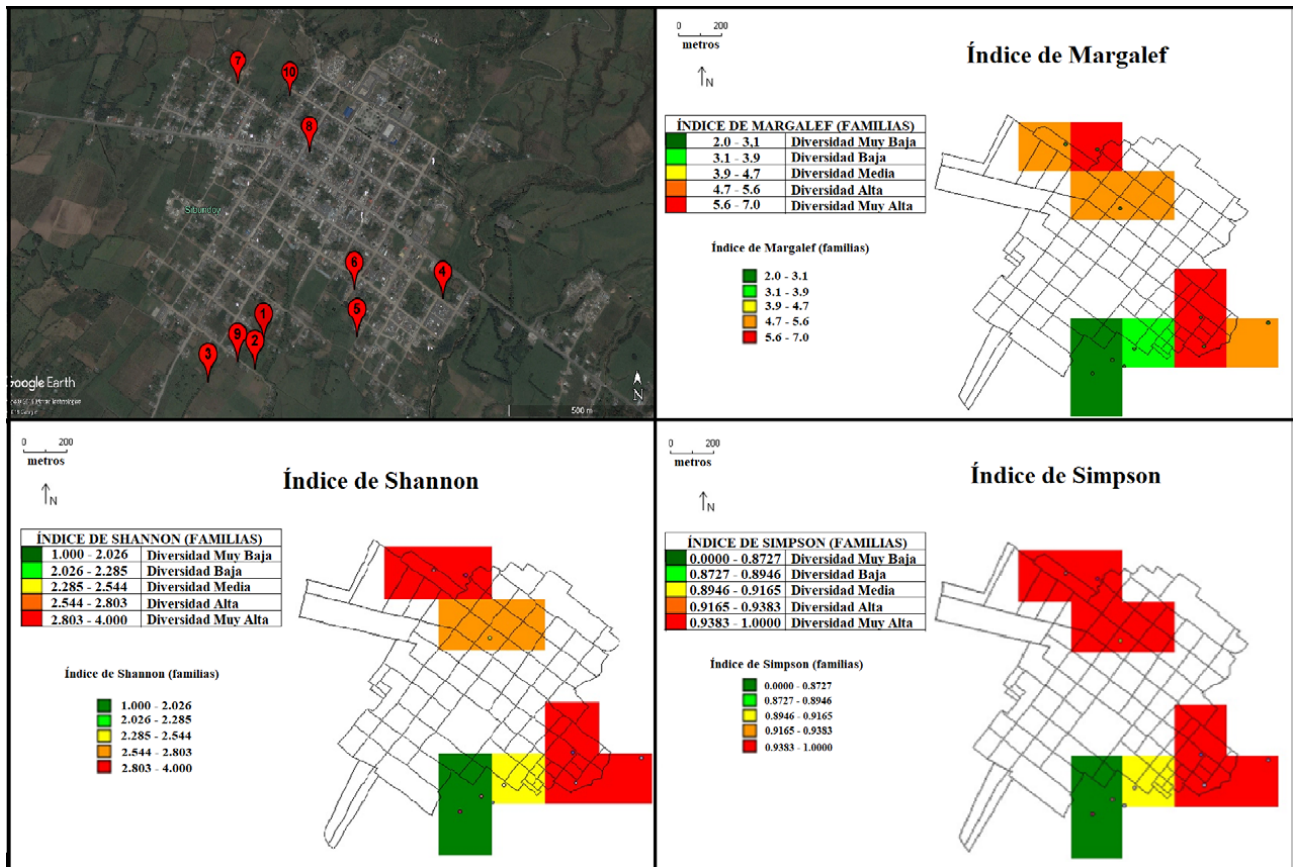 7
10
8
Sibundoy
6
4
5
1
9
2
3
Google Earth
N
500 m
0 200
metros
N
Índice de Margalef
ÍNDICE DE MARGALEF (FAMILIAS)
2.0 - 3,1 Diversidad Muy Baja
3.1 - 3.9 Diversidad Baja
3.9 - 4.7 Diversidad Media
4.7 - 5.6 Diversidad Alta
5.6 - 7.0 Diversidad Muy Alta
Índice de Margalef (familias)
2.0 - 3.1
3.1 - 3.9
3.9 - 4.7
4.7 - 5.6
5.6 - 7.0
0 200
metros
N
Índice de Shannon
ÍNDICE DE SHANNON (FAMILIAS)
1.000 - 2.026 Diversidad Muy Baja
2.026 - 2.285 Diversidad Baja
2.285 - 2.544 Diversidad Media
2.544 - 2.803 Diversidad Alta
2.803 - 4.000 Diversidad Muy Alta
Índice de Shannon (familias)
1.000 - 2.026
2.026 - 2.285
2.285 - 2.544
2.544 - 2.803
2.803 - 4.000
0 200
metros
N
Índice de Simpson
ÍNDICE DE SIMPSON (FAMILIAS)
0.0000 - 0.8727 Diversidad Muy Baja
0.8727 - 0.8946 Diversidad Baja
0.8946 - 0.9165 Diversidad Media
0.9165 - 0.9383 Diversidad Alta
0.9383 - 1.0000 Diversidad Muy Alta
Índice de Simpson (familias)
0.0000 - 0.8727
0.8727 - 0.8946
0.8946 - 0.9165
0.9165 - 0.9383
0.9383 - 1.0000